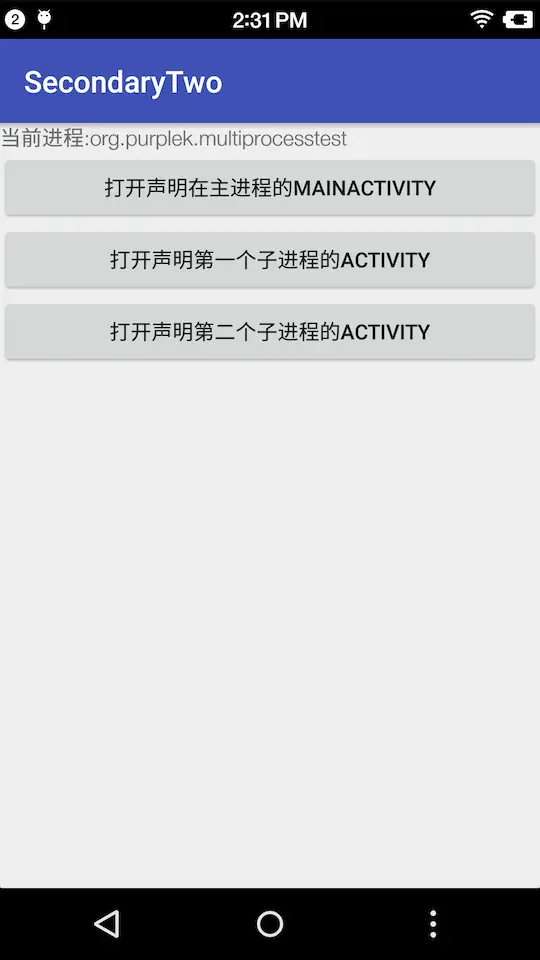 2
2:31 PM
SecondaryTwo
当前进程:org.purplek.multiprocesstest
打开声明在主进程的MAINACTIVITY
打开声明第一个子进程的ACTIVITY
打开声明第二个子进程的ACTIVITY